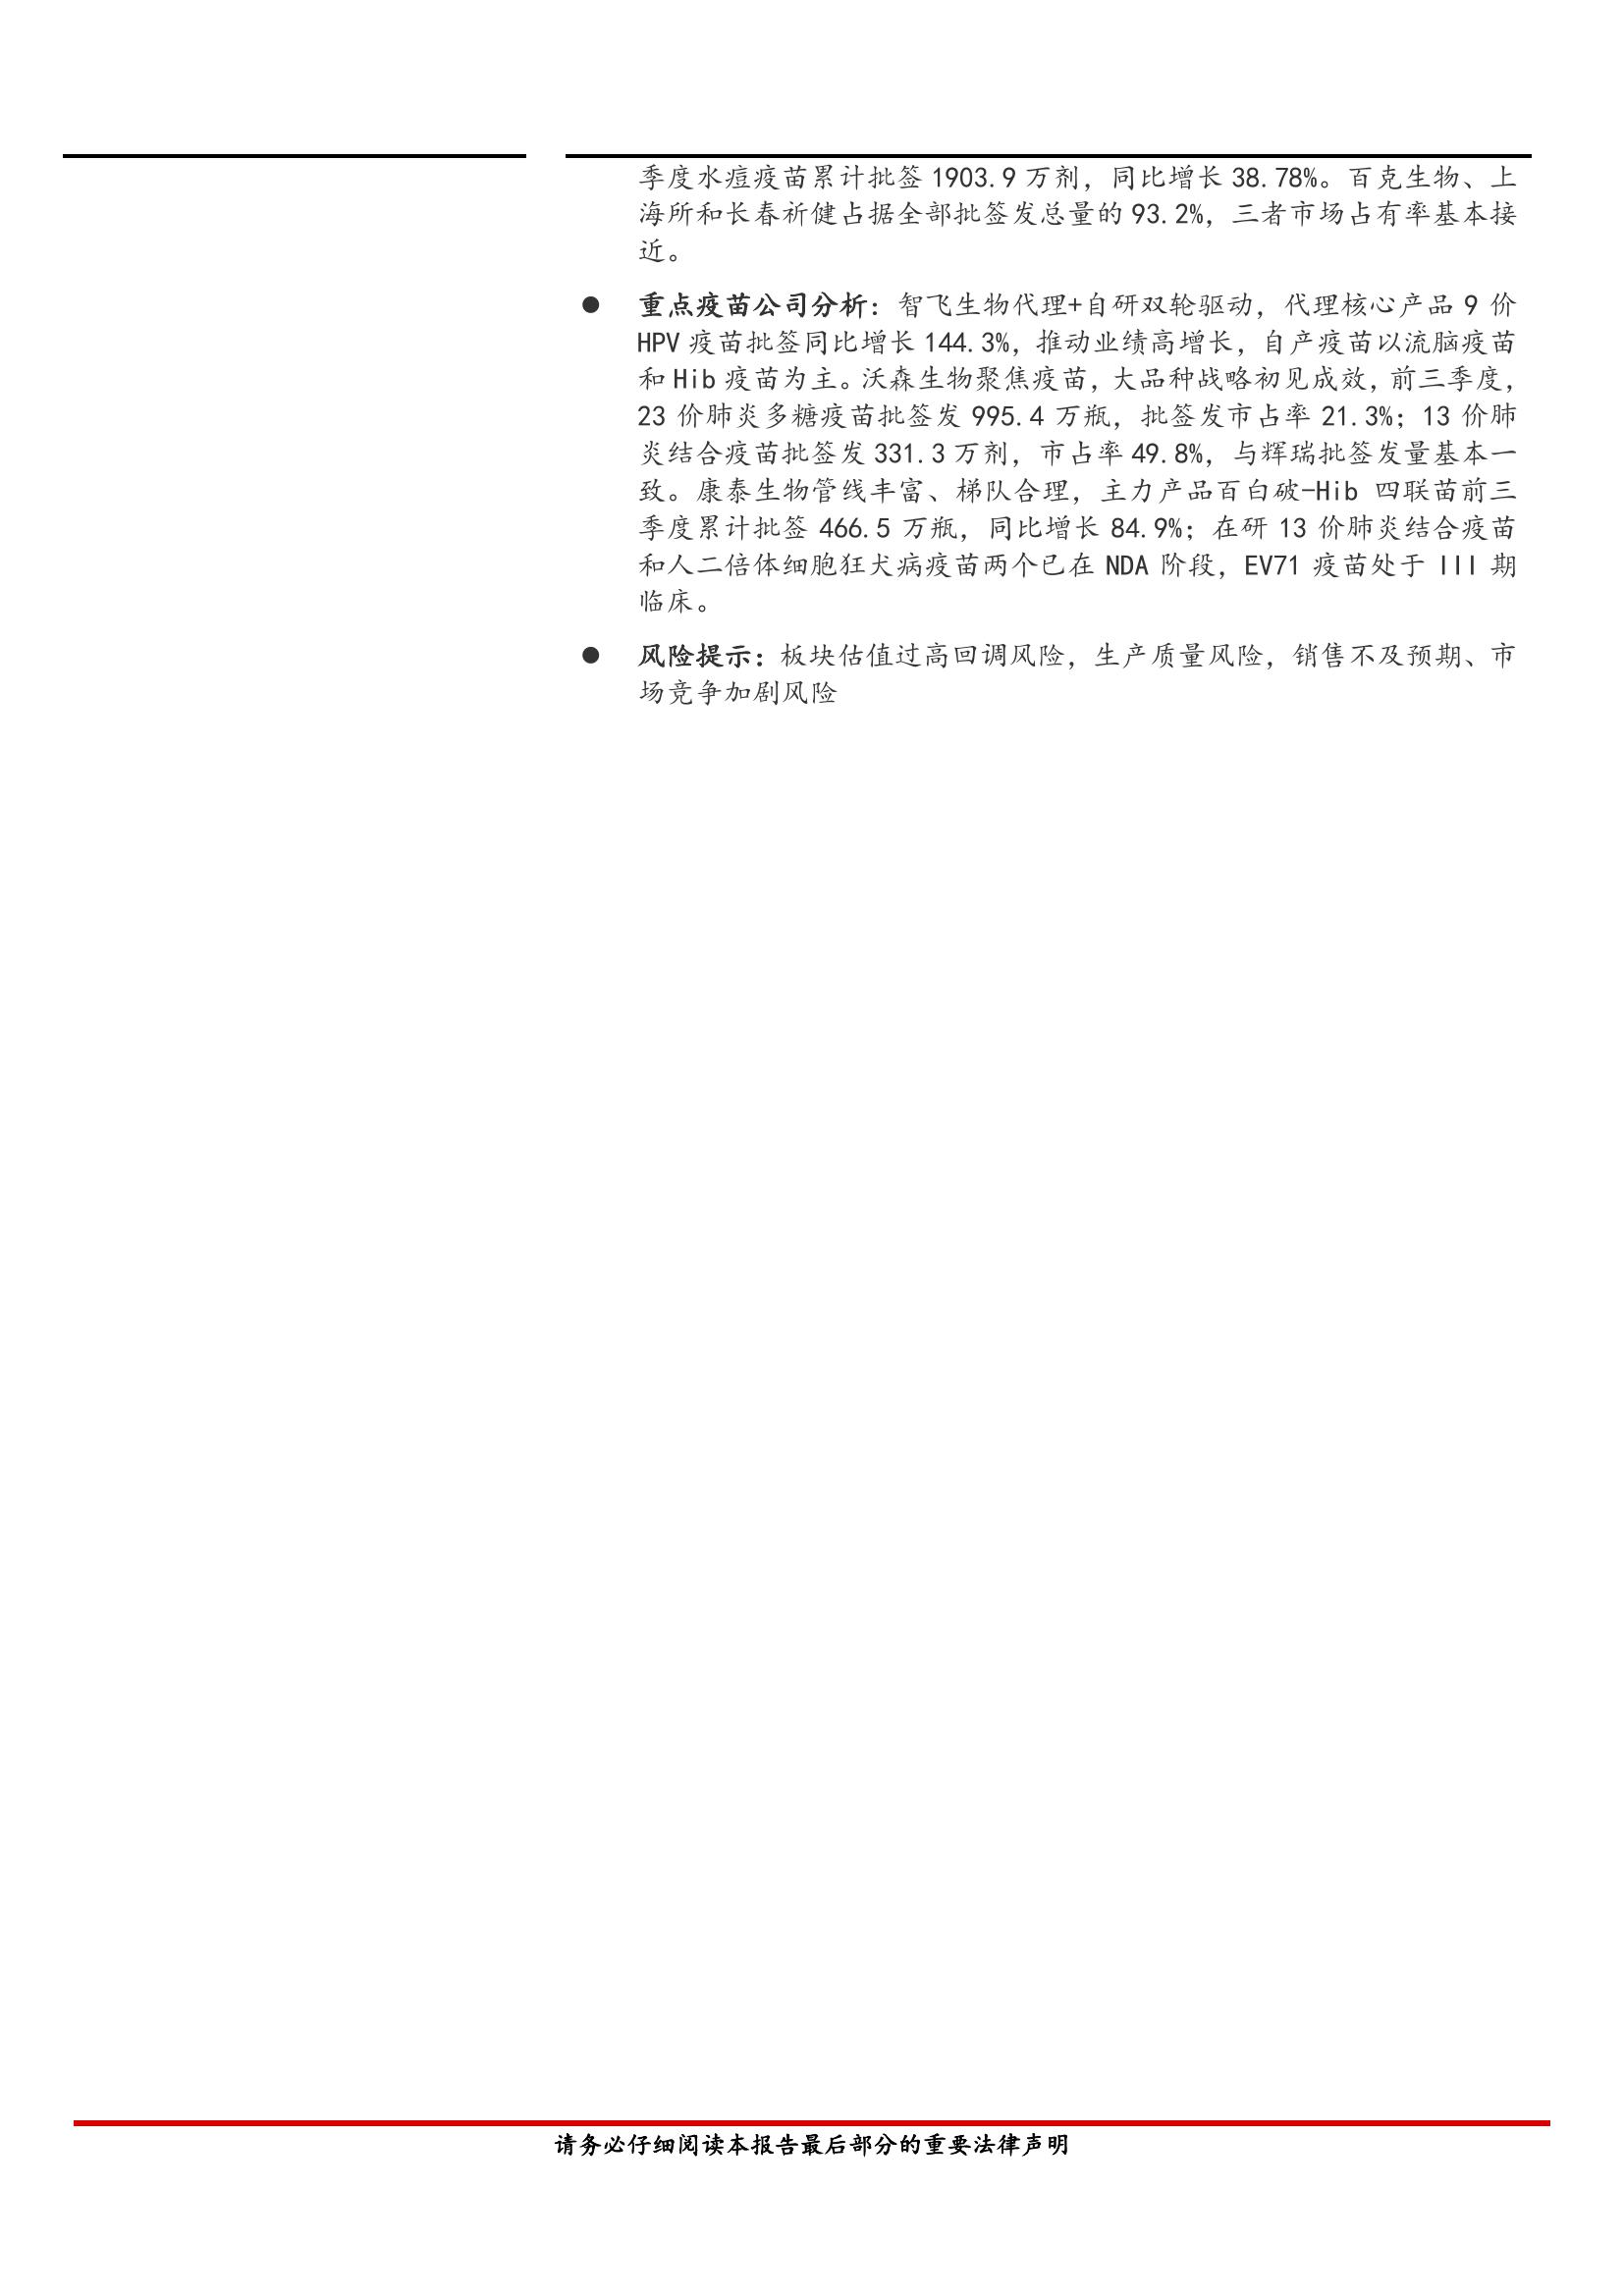 季度水痘疫苗累计批签 1903.9 万剂，同比增长 38.78%。百克生物、上
海所和长春祈健占据全部批签发总量的 93.2%，三者市场占有率基本接
近。
● 重点疫苗公司分析：智飞生物代理+自研双轮驱动，代理核心产品 9 价
HPV 疫苗批签同比增长 144.3%，推动业绩高增长，自产疫苗以流脑疫苗
和 Hib 疫苗为主。沃森生物聚焦疫苗，大品种战略初见成效，前三季度，
23 价肺炎多糖疫苗批签发 995.4 万瓶，批签发市占率 21.3%；13 价肺
炎结合疫苗批签发 331.3 万剂，市占率 49.8%，与辉瑞批签发量基本一
致。康泰生物管线丰富、梯队合理，主力产品百白破-Hib 四联苗前三
季度累计批签 466.5 万瓶，同比增长 84.9%；在研 13 价肺炎结合疫苗
和人二倍体细胞狂犬病疫苗两个已在 NDA 阶段，EV71 疫苗处于 III 期
临床。
● 风险提示：板块估值过高回调风险，生产质量风险，销售不及预期、市
场竞争加剧风险
请务必仔细阅读本报告最后部分的重要法律声明